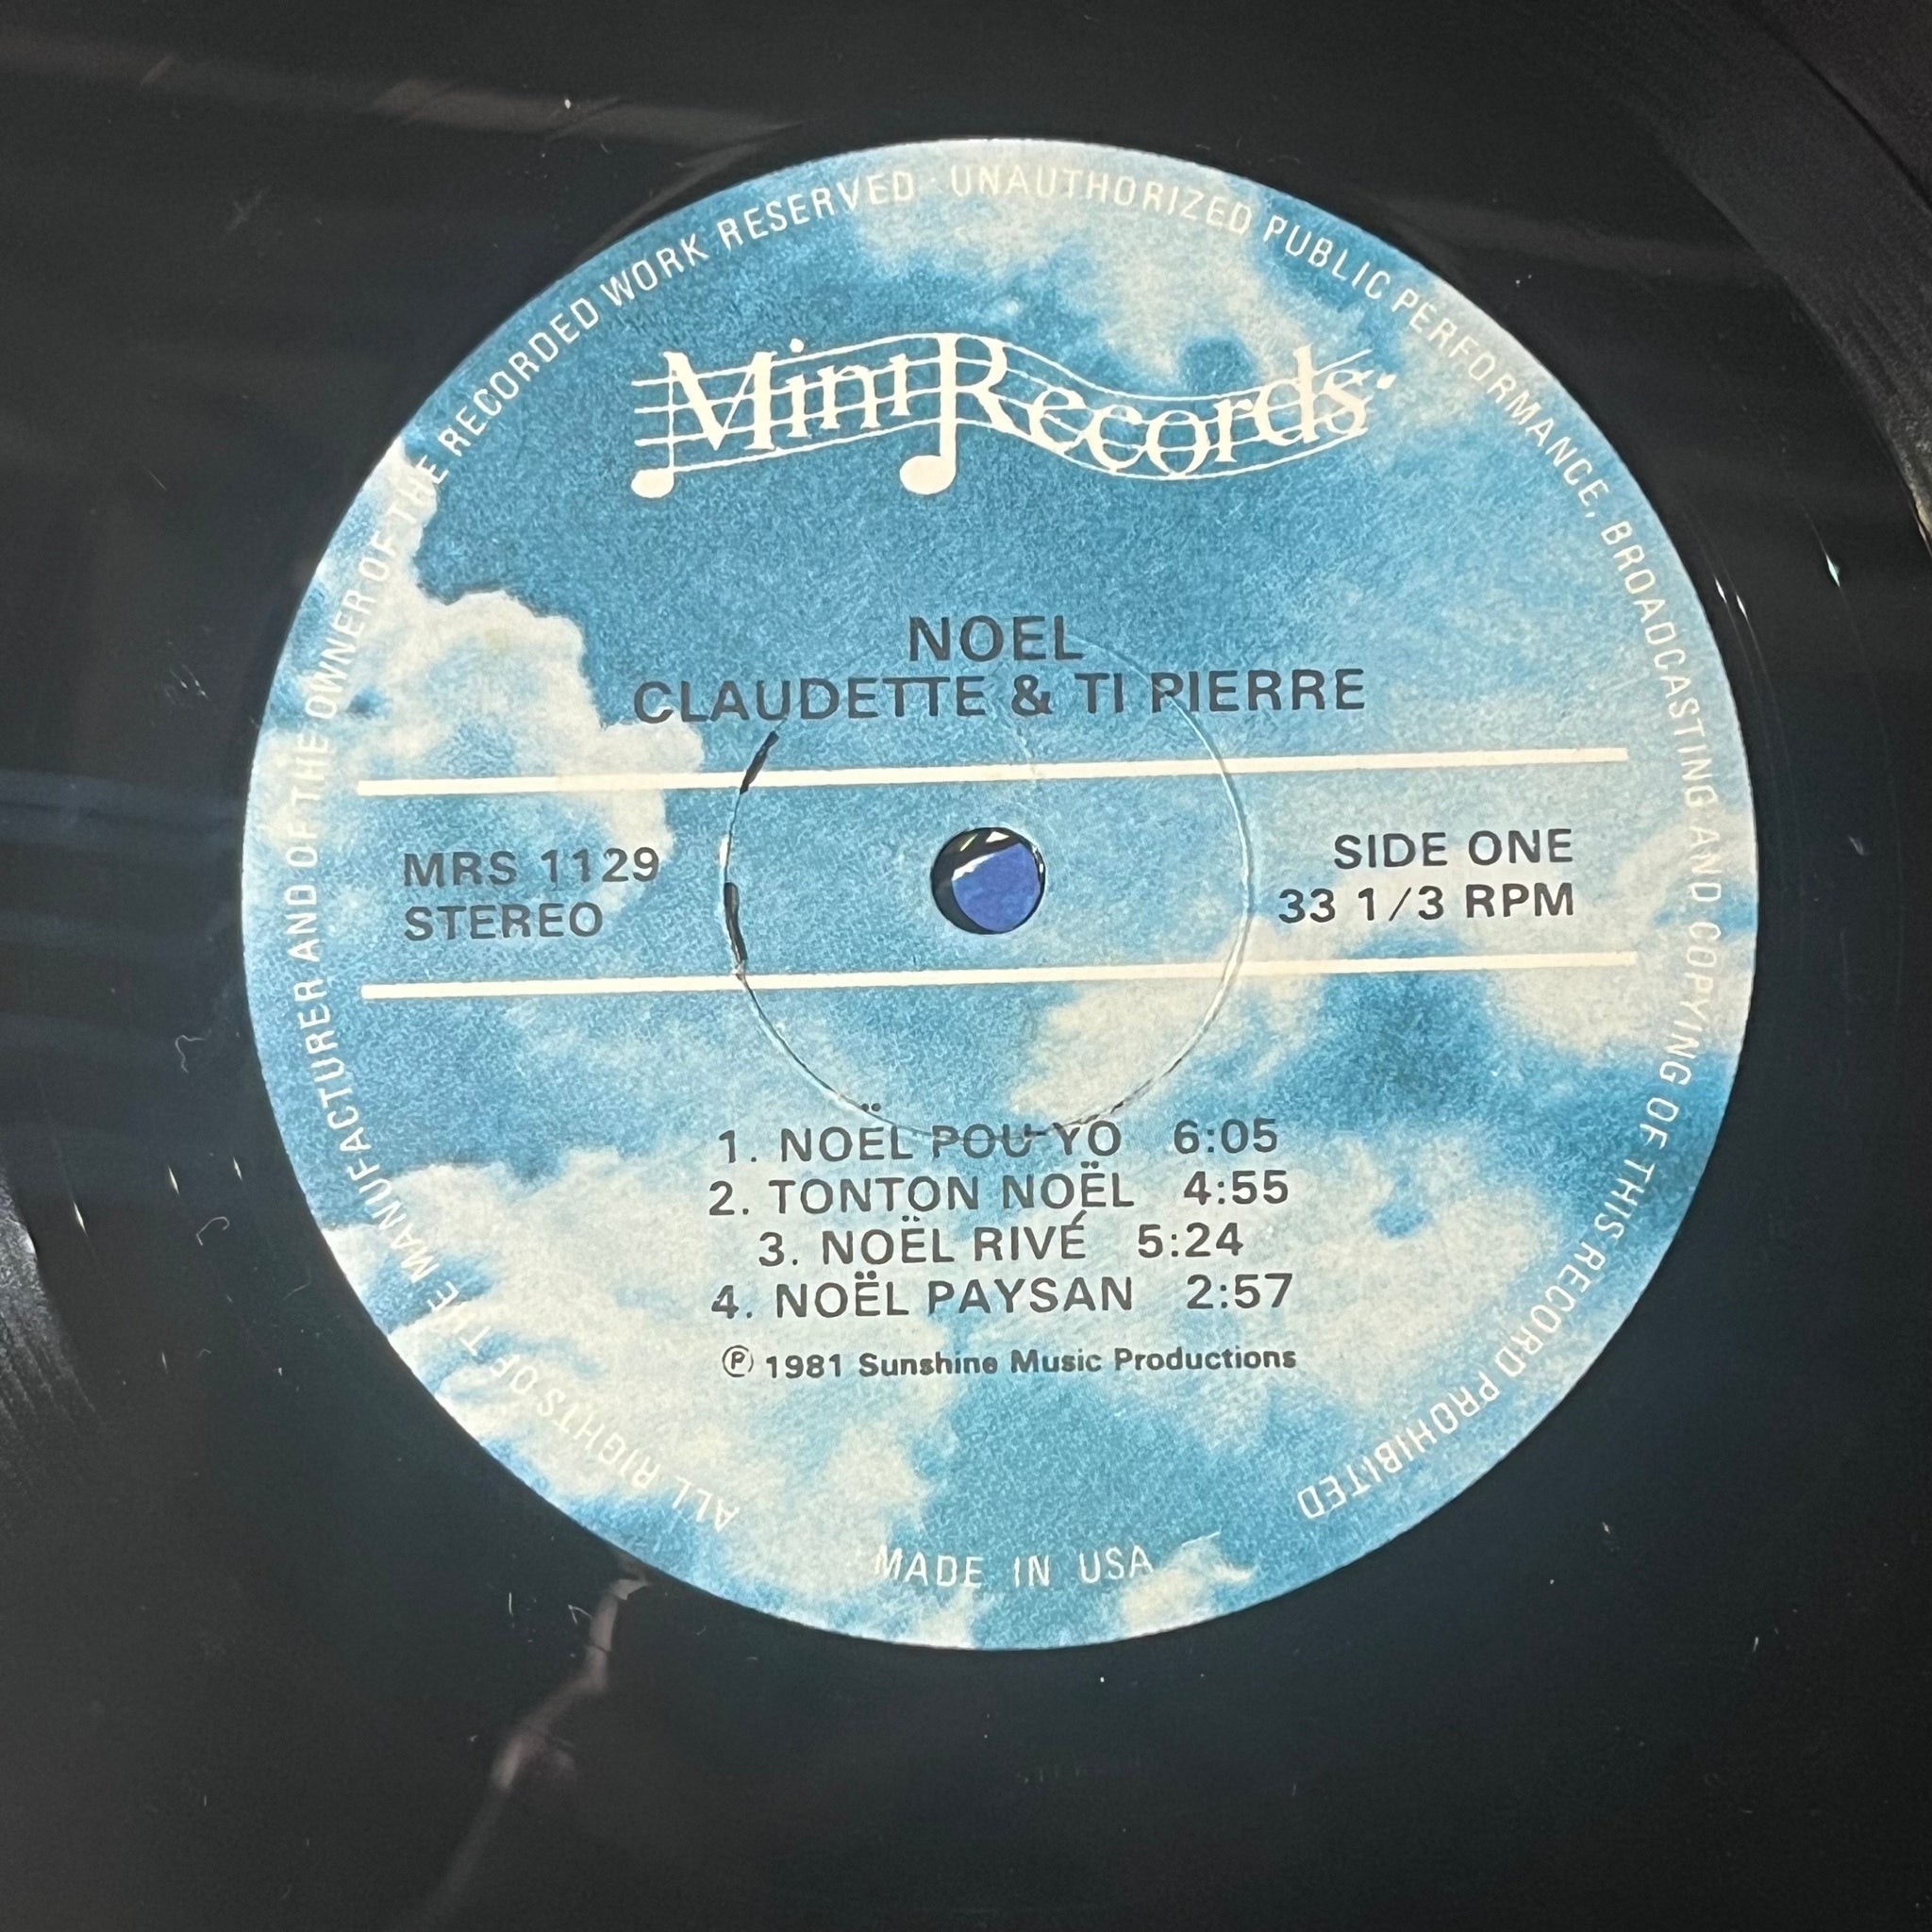 Mini Records
NOEL
CLAUDETTE & TI PIERRE
MRS 1129
STEREO
SIDE ONE
33 1/3 RPM
1. NOËL POU YO 6:05
2. TONTON NOËL 4:55
3. NOËL RIVÉ 5:24
4. NOËL PAYSAN 2:57
Ⓟ 1981 Sunshine Music Productions
ALL RIGHTS OF THE MANUFACTURER AND OF THE OWNER OF THE RECORDED WORK RESERVED · UNAUTHORIZED PUBLIC PERFORMANCE, BROADCASTING AND COPYING OF THIS RECORD PROHIBITED
MADE IN USA